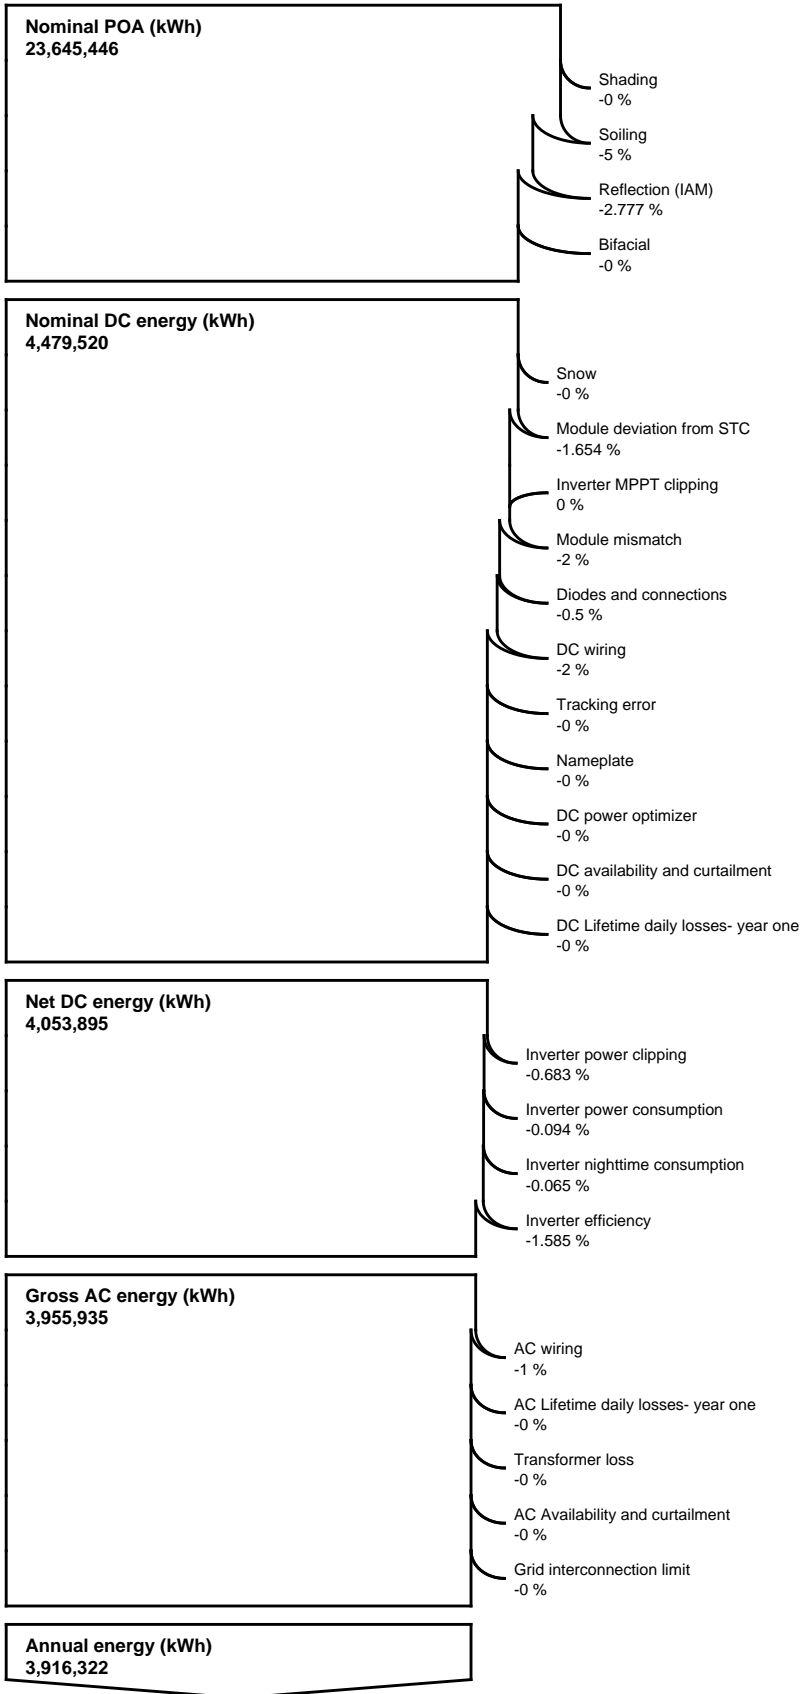 Nominal POA (kWh)
23,645,446
Shading
-0 %
Soiling
-5 %
Reflection (IAM)
-2.777 %
Bifacial
-0 %
Nominal DC energy (kWh)
4,479,520
Snow
-0 %
Module deviation from STC
-1.654 %
Inverter MPPT clipping
0 %
Module mismatch
-2 %
Diodes and connections
-0.5 %
DC wiring
-2 %
Tracking error
-0 %
Nameplate
-0 %
DC power optimizer
-0 %
DC availability and curtailment
-0 %
DC Lifetime daily losses- year one
-0 %
Net DC energy (kWh)
4,053,895
Inverter power clipping
-0.683 %
Inverter power consumption
-0.094 %
Inverter nighttime consumption
-0.065 %
Inverter efficiency
-1.585 %
Gross AC energy (kWh)
3,955,935
AC wiring
-1 %
AC Lifetime daily losses- year one
-0 %
Transformer loss
-0 %
AC Availability and curtailment
-0 %
Grid interconnection limit
-0 %
Annual energy (kWh)
3,916,322